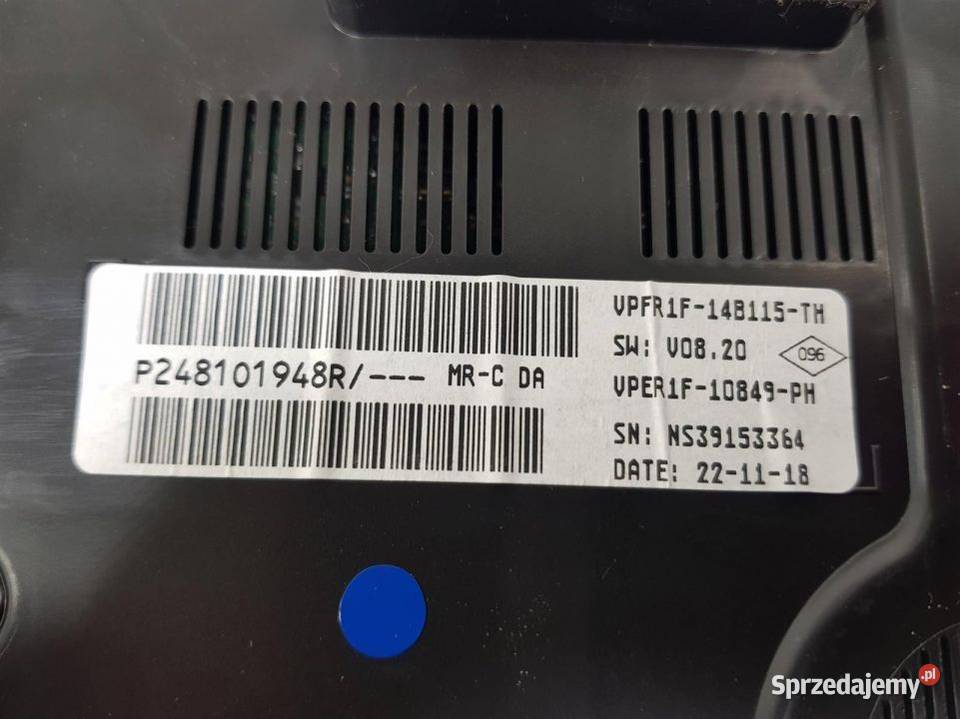 P248101948R/--- MR-C DA
VPFR1F-14B115-TH
SW: V08.20
096
VPER1F-10849-PH
SN: NS39153364
DATE: 22-11-18
Sprzedajemy.pl